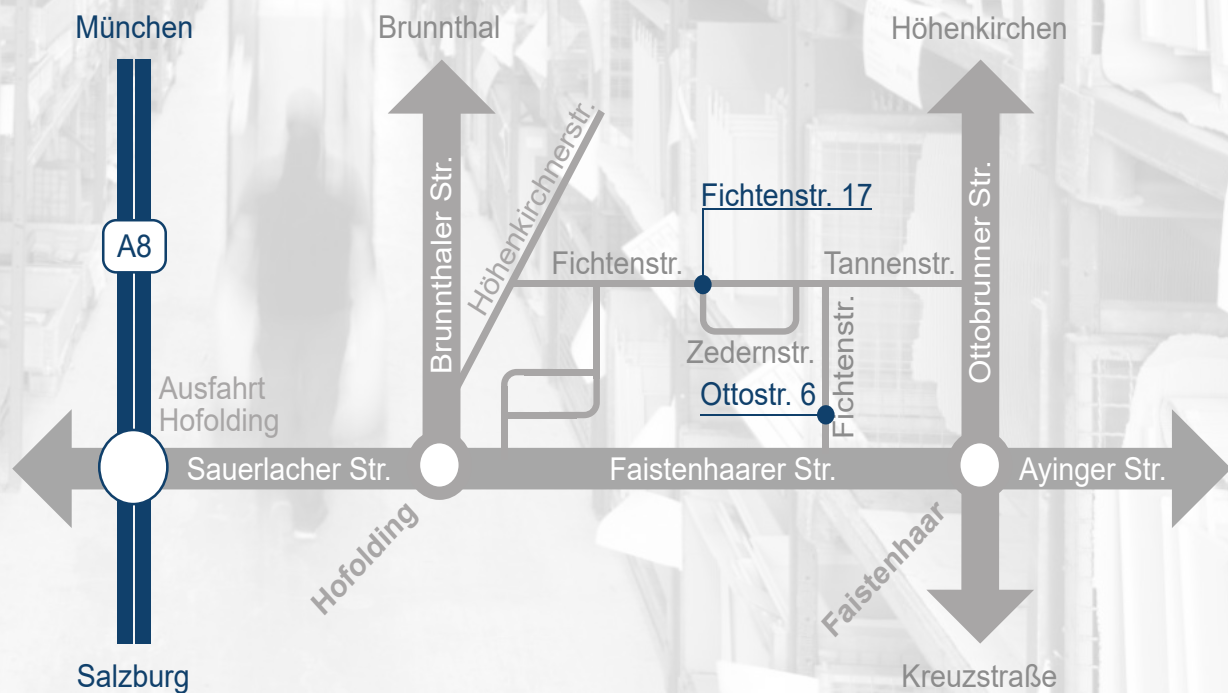 München
Brunnthal
Höhenkirchen
Höhenkirchnerstr.
Brunnthaler Str.
Ottobrunner Str.
Fichtenstr. 17
A8
Fichtenstr.
Tannenstr.
Fichtenstr.
Zedernstr.
Ottostr. 6
Ausfahrt
Hofolding
Sauerlacher Str.
Faistenhaarer Str.
Ayinger Str.
Hofolding
Faistenhaar
Salzburg
Kreuzstraße